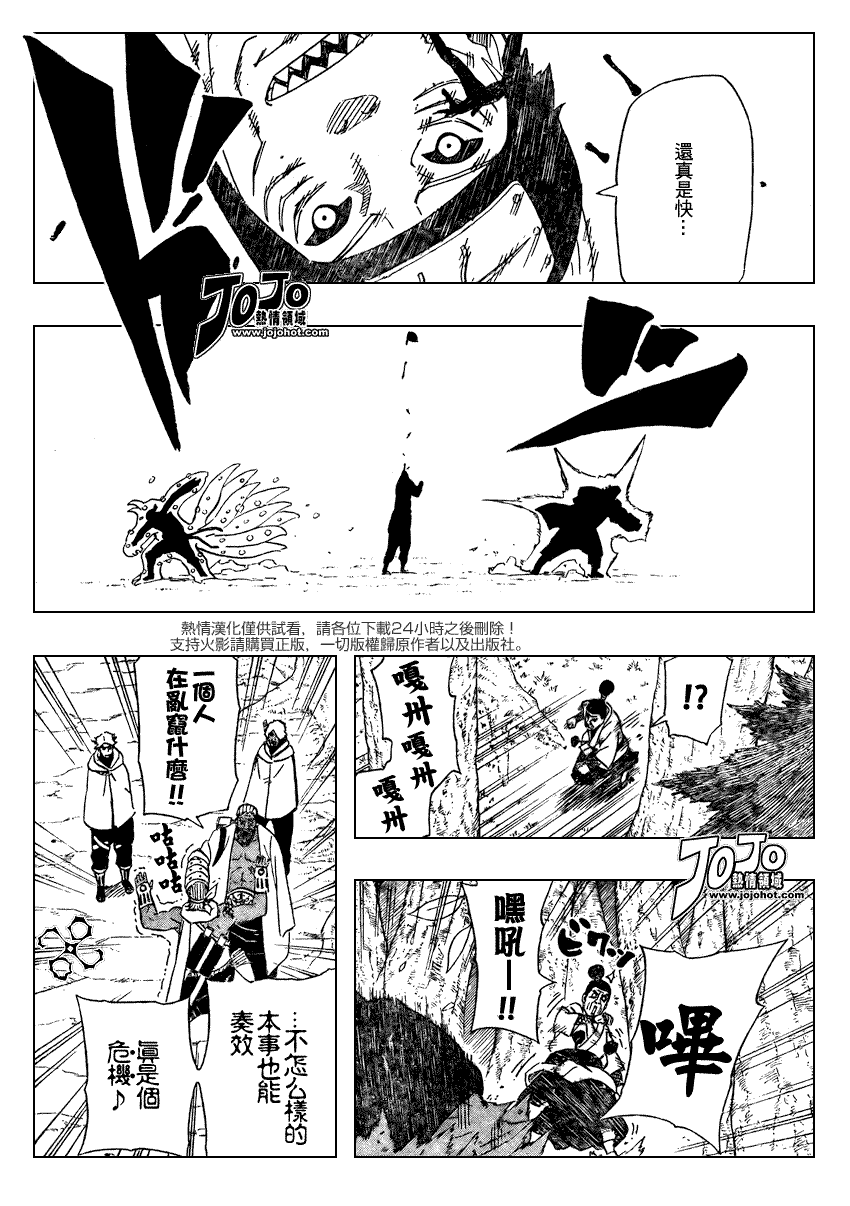 還真是快…
JOJO
熱情領域
www.jojohot.com
熱情漢化僅供試看，請各位下載24小時之後刪除！
支持火影請購買正版，一切版權歸原作者以及出版社。
!?
嘎卅嘎卅
嘎卅
JOJO
熱情領域
www.jojohot.com
嗶
ビクッ
嘿吼ー!!
一個人
在亂竄什麼!!
咕咕咕
…不怎么樣的
本事也能
奏效
真是個
危機♪